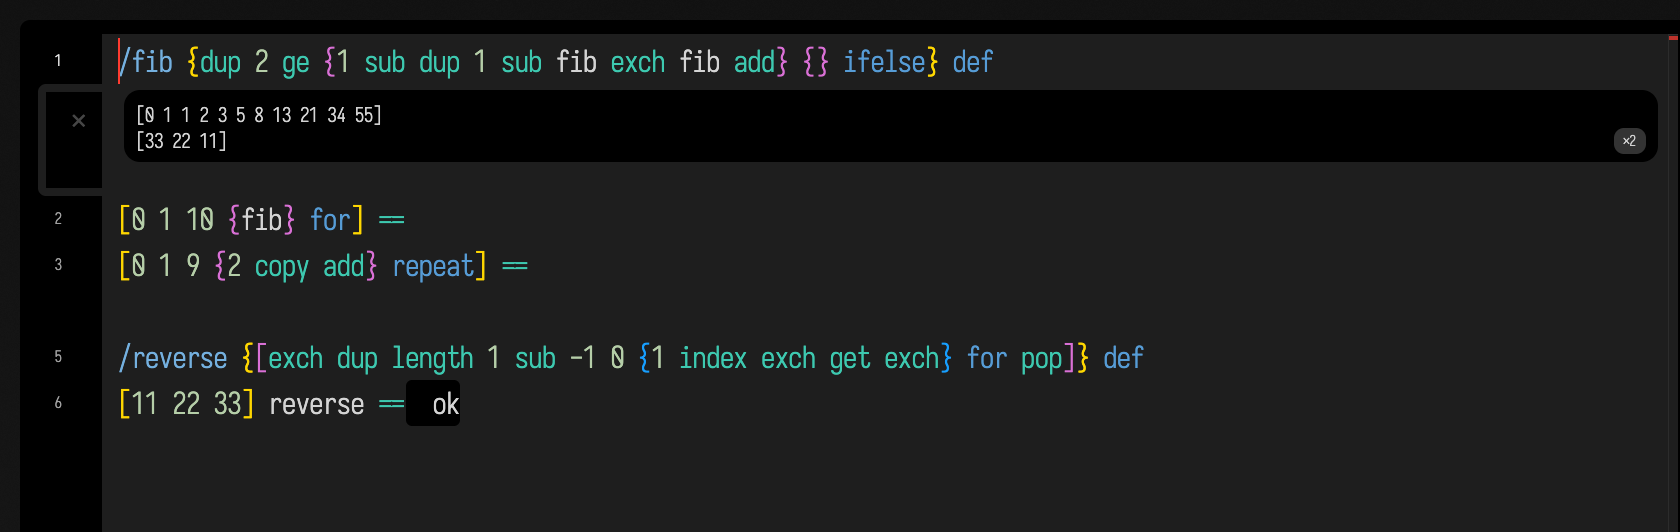 1 /fib {dup 2 ge {1 sub dup 1 sub fib exch fib add} {} ifelse} def
[0 1 1 2 3 5 8 13 21 34 55]
[33 22 11]
×2
2 [0 1 10 {fib} for] ==
3 [0 1 9 {2 copy add} repeat] ==
5 /reverse {[exch dup length 1 sub -1 0 {1 index exch get exch} for pop]} def
6 [11 22 33] reverse == ok